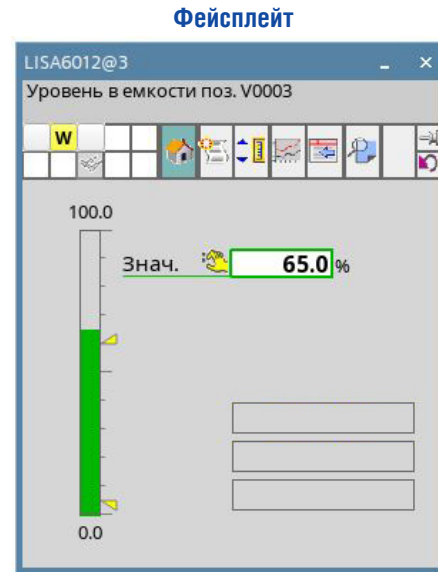 Фейсплейт
LISA6012@3
Уровень в емкости поз. V0003
W
100.0
Знач. 65.0 %
0.0